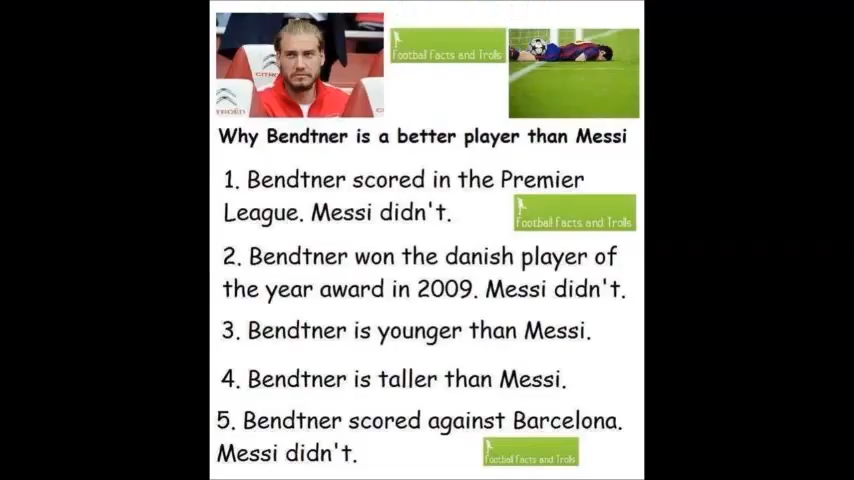 CITRO
CITROËN
Football Facts and Trolls
Why Bendtner is a better player than Messi
1. Bendtner scored in the Premier
League. Messi didn't.
Football Facts and Trolls
2. Bendtner won the danish player of
the year award in 2009. Messi didn't.
3. Bendtner is younger than Messi.
4. Bendtner is taller than Messi.
5. Bendtner scored against Barcelona.
Messi didn't.
Football Facts and Trolls